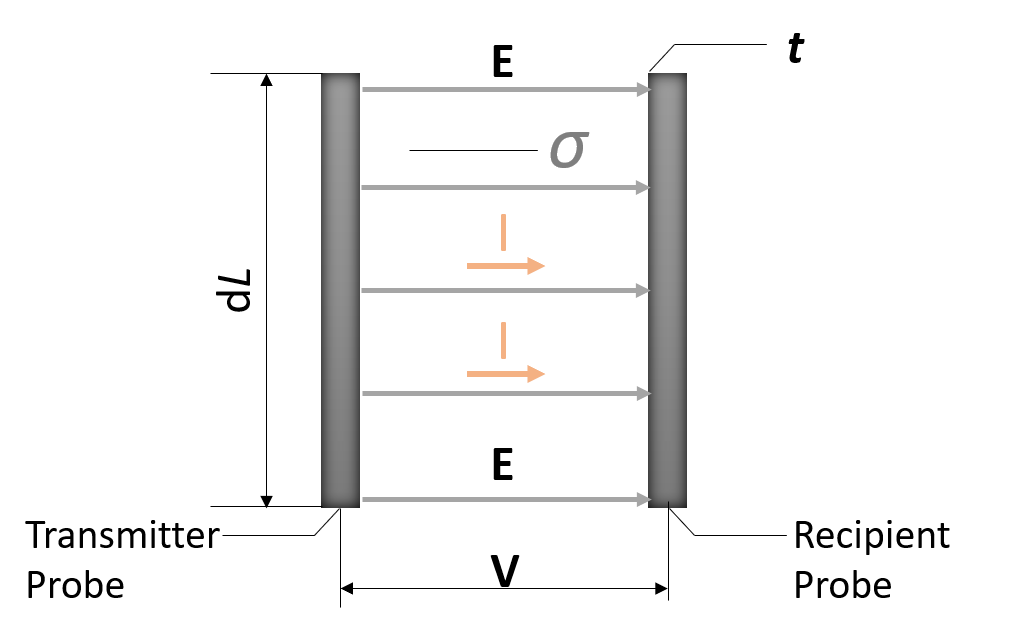 E
t
σ
I
dL
I
E
Transmitter
Probe
V
Recipient
Probe